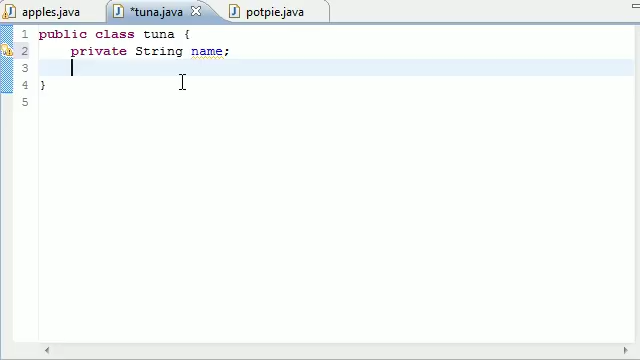 apples.java *tuna.java potpie.java
1 public class tuna {
2 private String name;
3
4 }
5